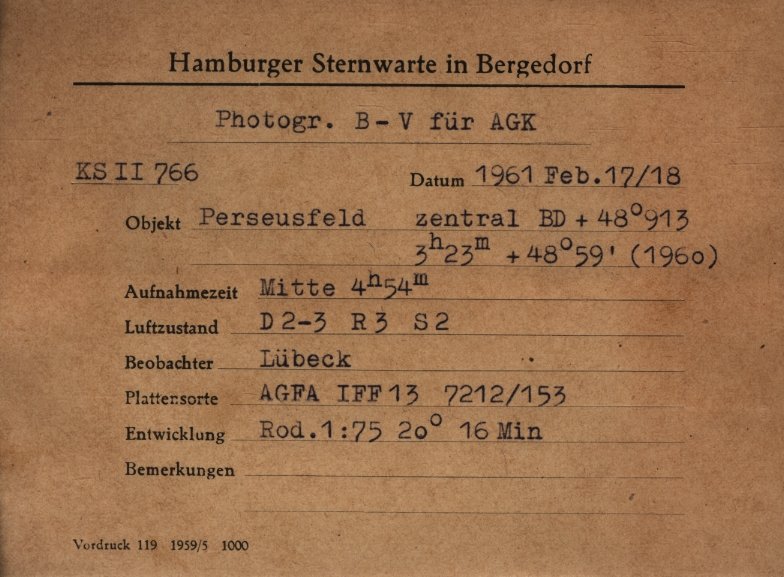 Hamburger Sternwarte in Bergedorf
Photogr. B-V für AGK
KS II 766 Datum 1961 Feb.17/18
Objekt Perseusfeld zentral BD + 48°913
3ʰ23ᵐ +48°59' (1960)
Aufnahmezeit Mitte 4ʰ54ᵐ
Luftzustand D 2-3 R 3 S 2
Beobachter Lübeck
Plattensorte AGFA IFF 13 7212/153
Entwicklung Rod.1:75 20° 16 Min
Bemerkungen
Vordruck 119 1959/5 1000